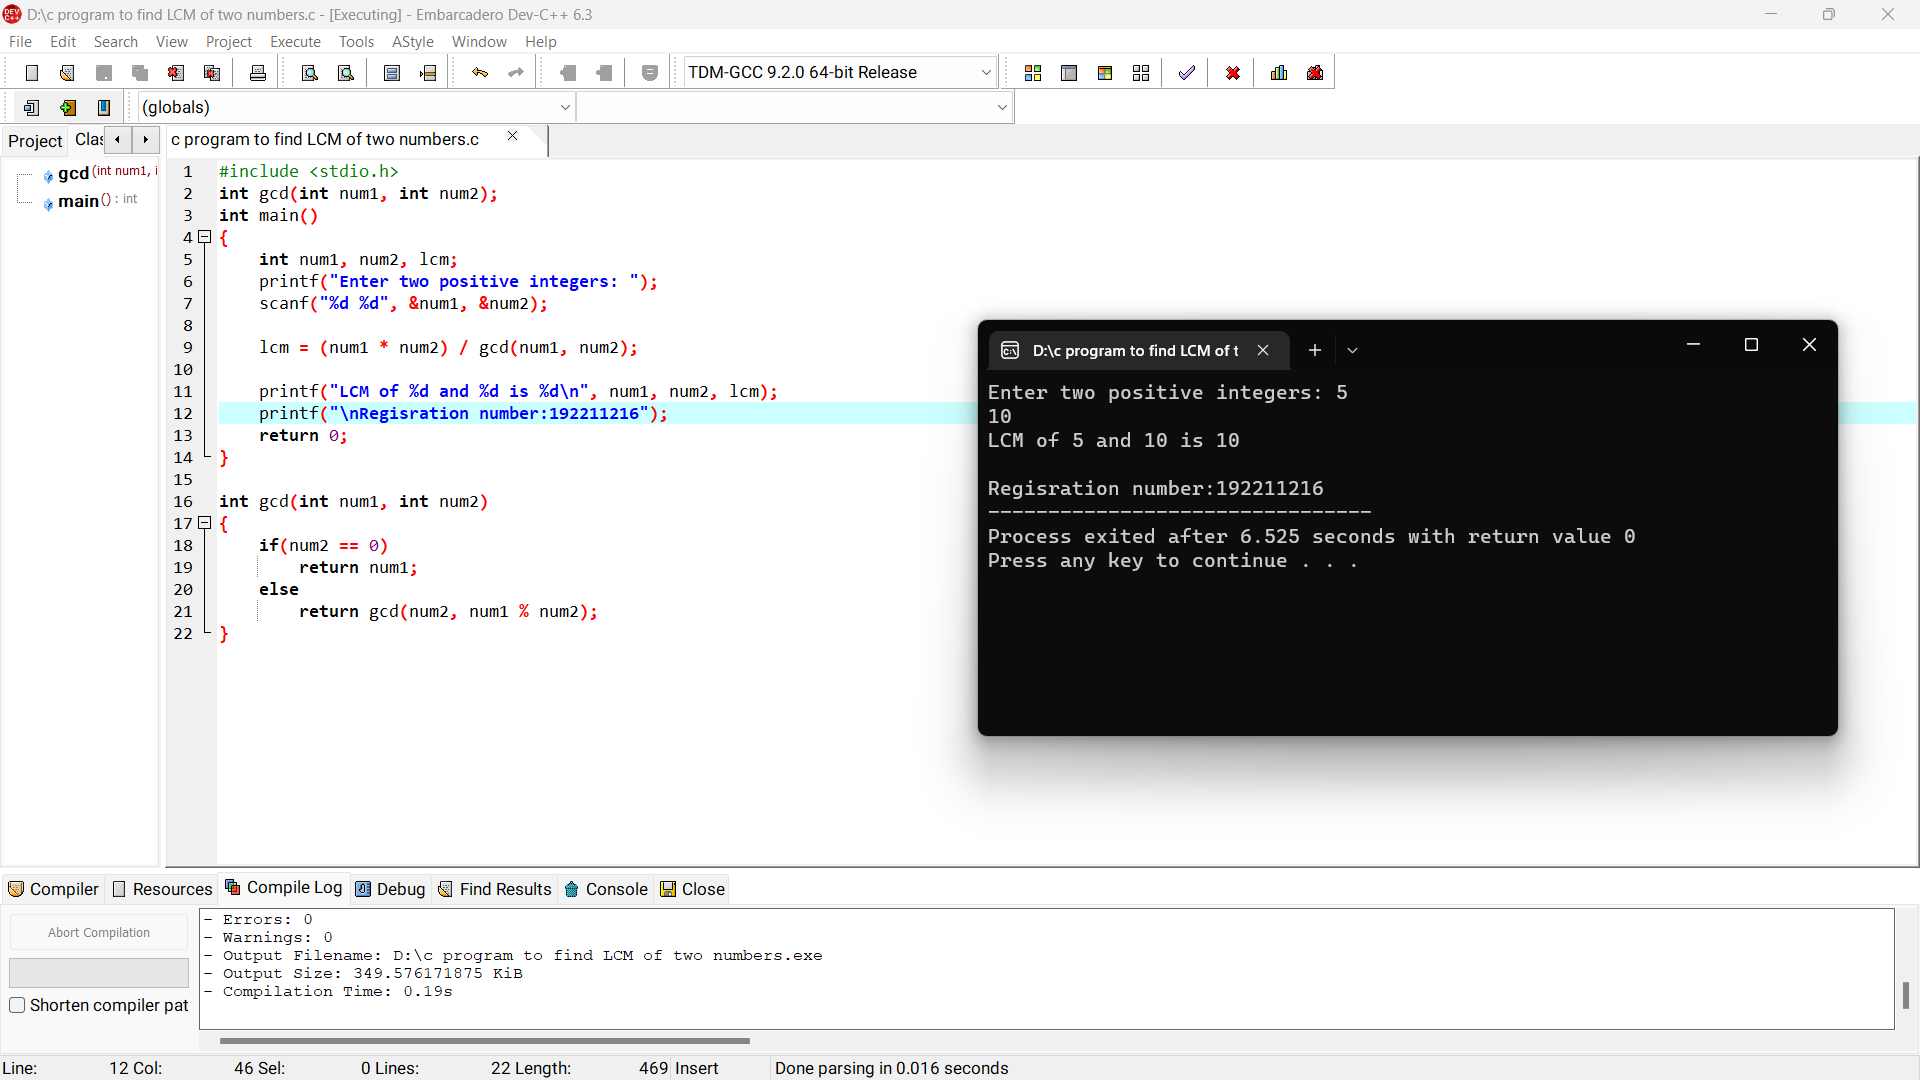 D:\c program to find LCM of two numbers.c - [Executing] - Embarcadero Dev-C++ 6.3
File Edit Search View Project Execute Tools AStyle Window Help
TDM-GCC 9.2.0 64-bit Release
(globals)
Project Clas c program to find LCM of two numbers.c
gcd (int num1, i
main () : int
1 #include <stdio.h>
2 int gcd(int num1, int num2);
3 int main()
4 {
5 int num1, num2, lcm;
6 printf("Enter two positive integers: ");
7 scanf("%d %d", &num1, &num2);
8
9 lcm = (num1 * num2) / gcd(num1, num2);
10
11 printf("LCM of %d and %d is %d\n", num1, num2, lcm);
12 printf("\nRegisration number:192211216");
13 return 0;
14 }
15
16 int gcd(int num1, int num2)
17 {
18 if(num2 == 0)
19 return num1;
20 else
21 return gcd(num2, num1 % num2);
22 }
D:\c program to find LCM of t
Enter two positive integers: 5
10
LCM of 5 and 10 is 10
Regisration number:192211216
--------------------------------
Process exited after 6.525 seconds with return value 0
Press any key to continue . . .
Compiler Resources Compile Log Debug Find Results Console Close
Abort Compilation
Shorten compiler pat
- Errors: 0
- Warnings: 0
- Output Filename: D:\c program to find LCM of two numbers.exe
- Output Size: 349.576171875 KiB
- Compilation Time: 0.19s
Line: 12 Col: 46 Sel: 0 Lines: 22 Length: 469 Insert Done parsing in 0.016 seconds